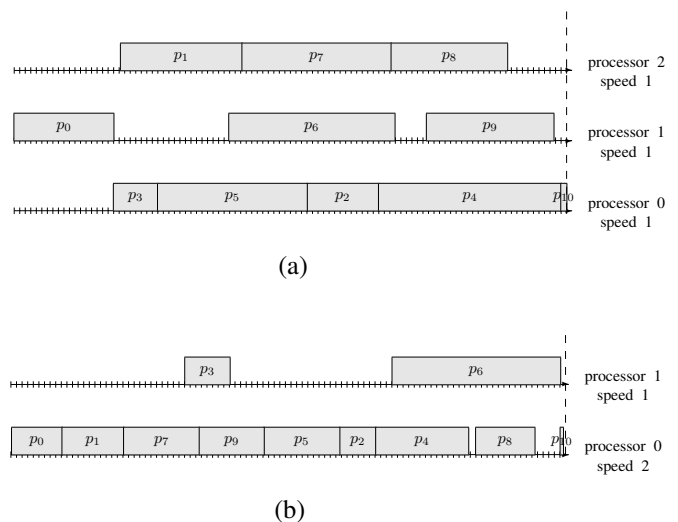 p1 p7 p8
processor 2
speed 1
p0 p6 p9
processor 1
speed 1
p3 p5 p2 p4 p10
processor 0
speed 1
(a)
p3 p6
processor 1
speed 1
p0 p1 p7 p9 p5 p2 p4 p8 p10
processor 0
speed 2
(b)